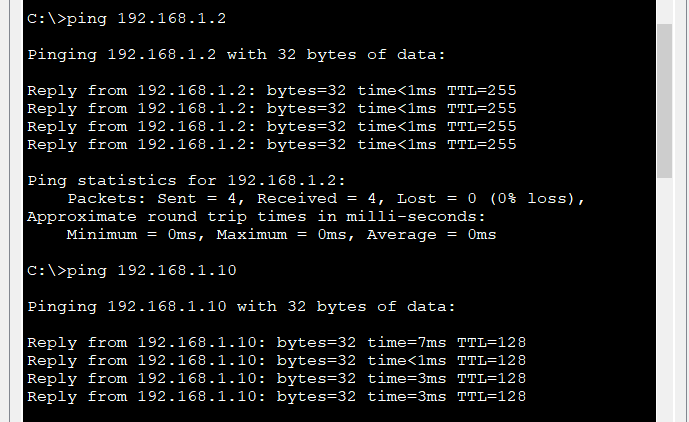 C:\>ping 192.168.1.2
Pinging 192.168.1.2 with 32 bytes of data:
Reply from 192.168.1.2: bytes=32 time<1ms TTL=255
Reply from 192.168.1.2: bytes=32 time<1ms TTL=255
Reply from 192.168.1.2: bytes=32 time<1ms TTL=255
Reply from 192.168.1.2: bytes=32 time<1ms TTL=255
Ping statistics for 192.168.1.2:
    Packets: Sent = 4, Received = 4, Lost = 0 (0% loss),
Approximate round trip times in milli-seconds:
    Minimum = 0ms, Maximum = 0ms, Average = 0ms
C:\>ping 192.168.1.10
Pinging 192.168.1.10 with 32 bytes of data:
Reply from 192.168.1.10: bytes=32 time=7ms TTL=128
Reply from 192.168.1.10: bytes=32 time<1ms TTL=128
Reply from 192.168.1.10: bytes=32 time=3ms TTL=128
Reply from 192.168.1.10: bytes=32 time=3ms TTL=128